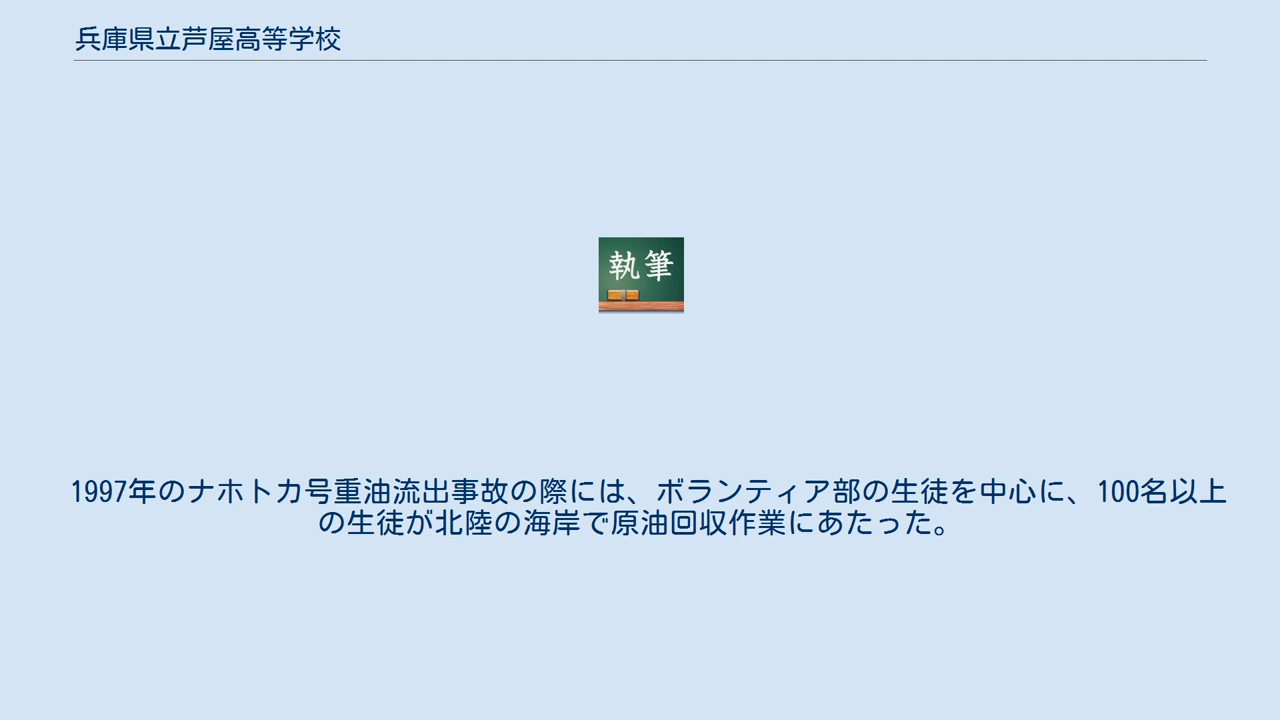 兵庫県立芦屋高等学校
執筆
1997年のナホトカ号重油流出事故の際には、ボランティア部の生徒を中心に、100名以上
の生徒が北陸の海岸で原油回収作業にあたった。